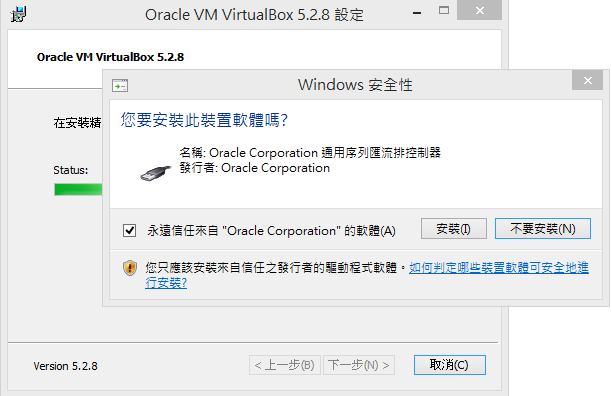 Oracle VM VirtualBox 5.2.8 設定
Oracle VM VirtualBox 5.2.8
Windows 安全性
您要安裝此裝置軟體嗎?
名稱: Oracle Corporation 通用序列匯流排控制器
發行者: Oracle Corporation
在安裝精
Status:
永遠信任來自 "Oracle Corporation" 的軟體(A)
安裝(I)
不要安裝(N)
您只應該安裝來自信任之發行者的驅動程式軟體。如何判定哪些裝置軟體可安全地進
行安裝?
Version 5.2.8
< 上一步(B)
下一步(N) >
取消(C)